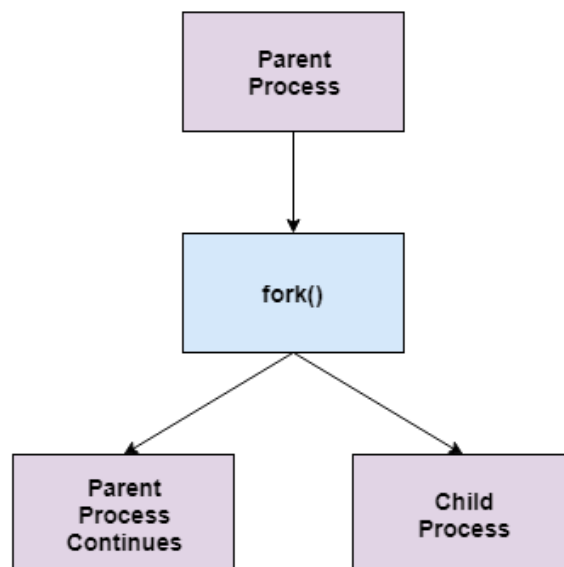 Parent
Process
fork()
Parent
Process
Continues
Child
Process